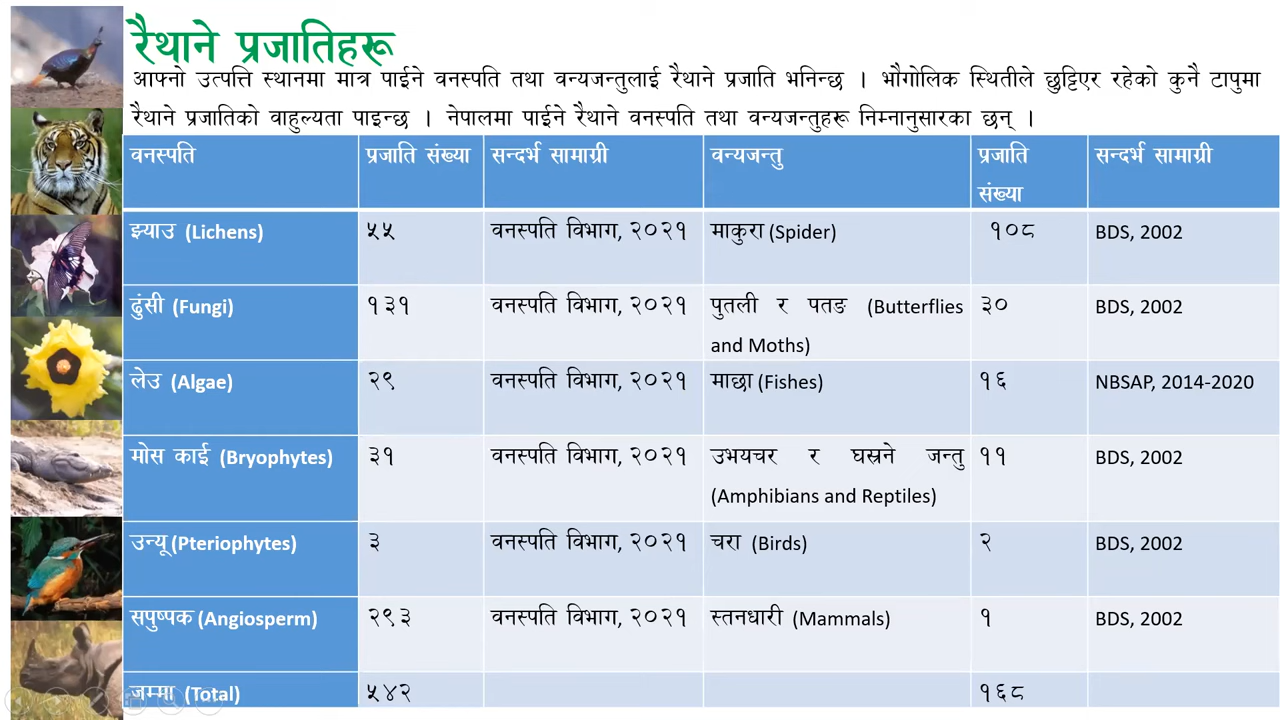 रैथाने प्रजातिहरू
आफ्नो उत्पत्ति स्थानमा मात्र पाईने वनस्पति तथा वन्यजन्तुलाई रैथाने प्रजाति भनिन्छ । भौगोलिक स्थितीले छुट्टिएर रहेको कुनै टापुमा
रैथाने प्रजातिको वाहुल्यता पाइन्छ । नेपालमा पाईने रैथाने वनस्पति तथा वन्यजन्तुहरू निम्नानुसारका छन् ।
वनस्पति प्रजाति संख्या सन्दर्भ सामाग्री वन्यजन्तु प्रजाति सन्दर्भ सामाग्री
संख्या
झ्याउ (Lichens) ५५ वनस्पति विभाग, २०२१ माकुरा (Spider) १०८ BDS, 2002
ढुंसी (Fungi) १३१ वनस्पति विभाग, २०२१ पुतली र पतङ (Butterflies ३० BDS, 2002
and Moths)
लेउ (Algae) २९ वनस्पति विभाग, २०२१ माछा (Fishes) १६ NBSAP, 2014-2020
मोस काई (Bryophytes) ३१ वनस्पति विभाग, २०२१ उभयचर र घस्रने जन्तु ११ BDS, 2002
(Amphibians and Reptiles)
उन्यू (Pteriophytes) ३ वनस्पति विभाग, २०२१ चरा (Birds) २ BDS, 2002
सपुष्पक (Angiosperm) २९३ वनस्पति विभाग, २०२१ स्तनधारी (Mammals) १ BDS, 2002
जम्मा (Total) ५४२ १६८